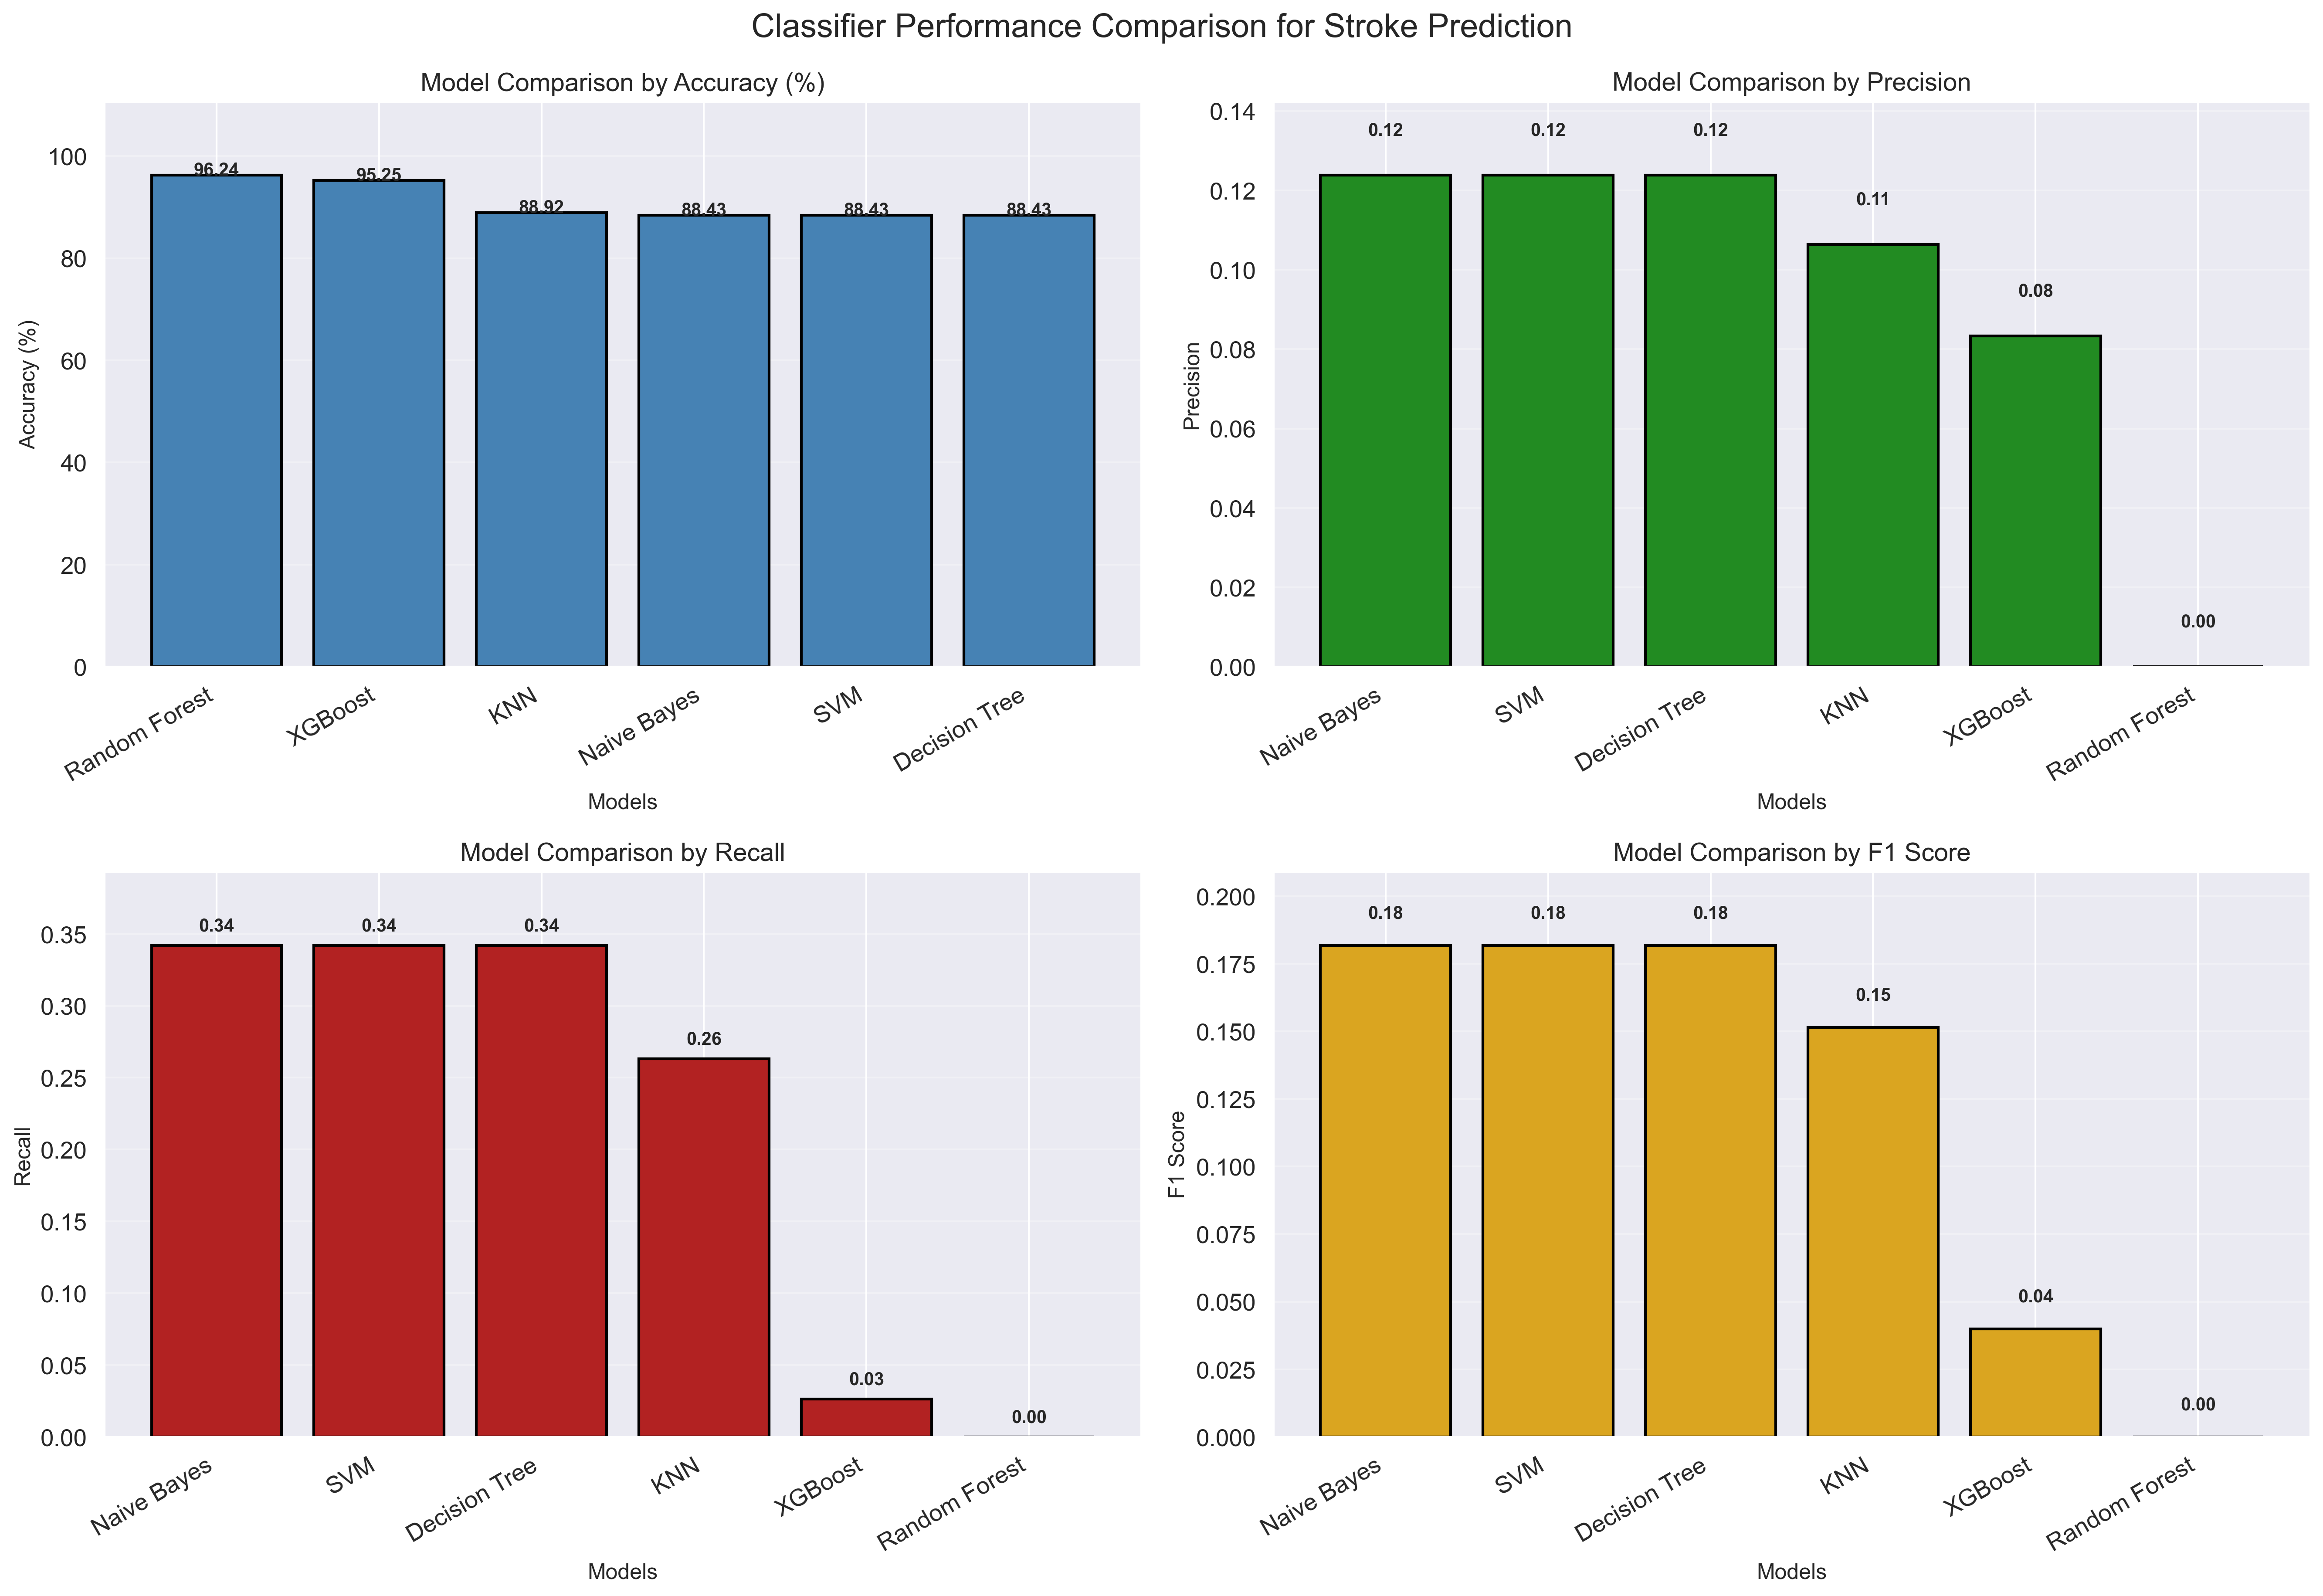 Classifier Performance Comparison for Stroke Prediction
Model Comparison by Accuracy (%)
Accuracy (%)
100
80
60
40
20
0
96.24
95.25
88.92
88.43
88.43
88.43
Random Forest
XGBoost
KNN
Naive Bayes
SVM
Decision Tree
Models
Model Comparison by Precision
Precision
0.14
0.12
0.10
0.08
0.06
0.04
0.02
0.00
0.12
0.12
0.12
0.11
0.08
0.00
Naive Bayes
SVM
Decision Tree
KNN
XGBoost
Random Forest
Models
Model Comparison by Recall
Recall
0.35
0.30
0.25
0.20
0.15
0.10
0.05
0.00
0.34
0.34
0.34
0.26
0.03
0.00
Naive Bayes
SVM
Decision Tree
KNN
XGBoost
Random Forest
Models
Model Comparison by F1 Score
F1 Score
0.200
0.175
0.150
0.125
0.100
0.075
0.050
0.025
0.000
0.18
0.18
0.18
0.15
0.04
0.00
Naive Bayes
SVM
Decision Tree
KNN
XGBoost
Random Forest
Models